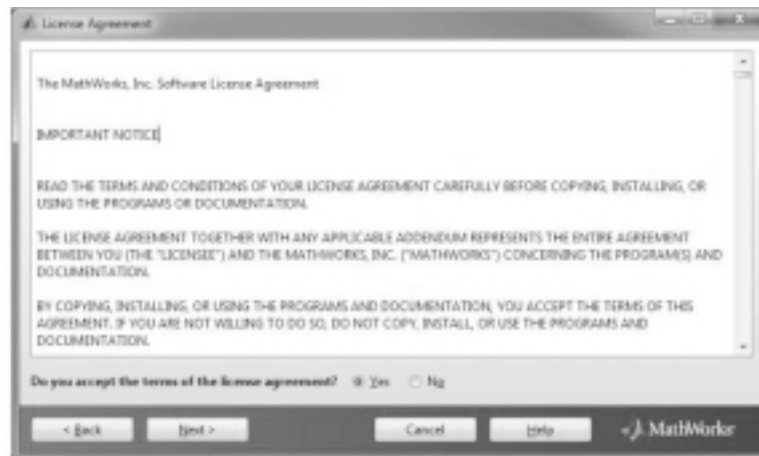 License Agreement
The MathWorks, Inc. Software License Agreement
IMPORTANT NOTICE
READ THE TERMS AND CONDITIONS OF YOUR LICENSE AGREEMENT CAREFULLY BEFORE COPYING, INSTALLING, OR
USING THE PROGRAMS OR DOCUMENTATION.
THE LICENSE AGREEMENT TOGETHER WITH ANY APPLICABLE ADDENDUM REPRESENTS THE ENTIRE AGREEMENT
BETWEEN YOU (THE "LICENSEE") AND THE MATHWORKS, INC. ("MATHWORKS") CONCERNING THE PROGRAM(S) AND
DOCUMENTATION.
BY COPYING, INSTALLING, OR USING THE PROGRAMS AND DOCUMENTATION, YOU ACCEPT THE TERMS OF THIS
AGREEMENT. IF YOU ARE NOT WILLING TO DO SO, DO NOT COPY, INSTALL, OR USE THE PROGRAMS AND
DOCUMENTATION.
Do you accept the terms of the license agreement? Yes No
< Back Next > Cancel Help MathWorks